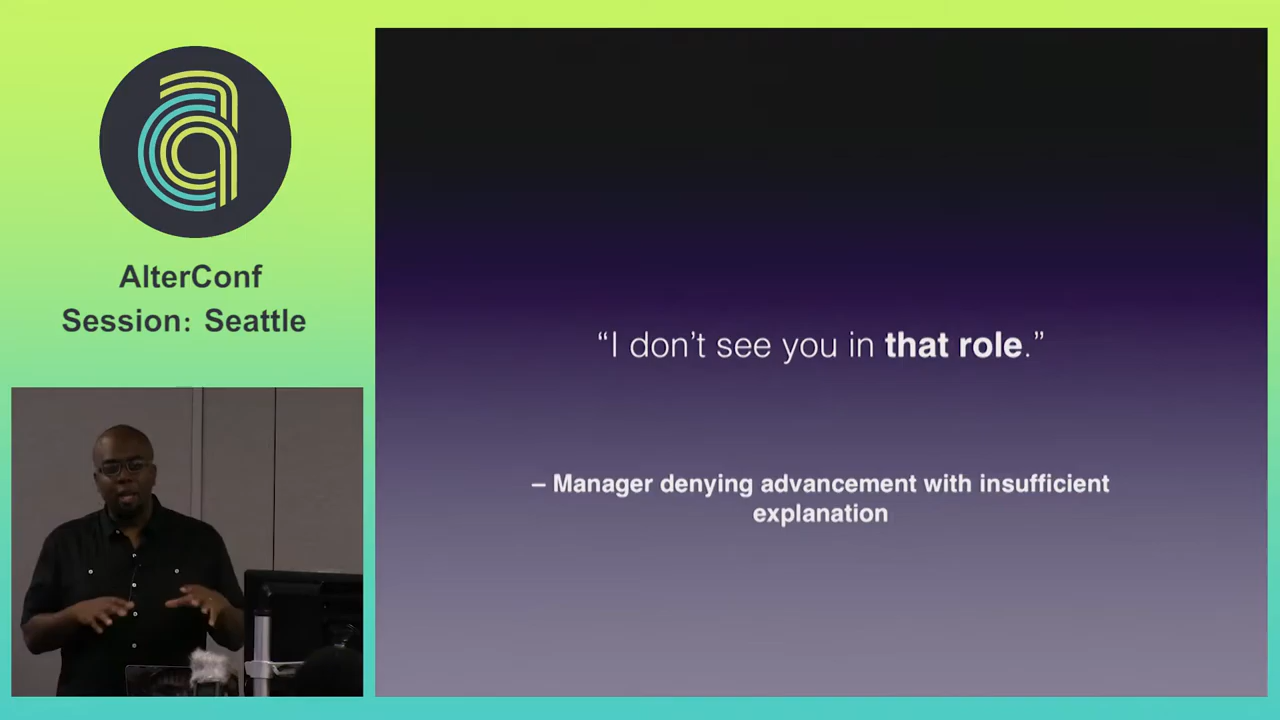 AlterConf
Session: Seattle
“I don’t see you in that role.”
– Manager denying advancement with insufficient
explanation